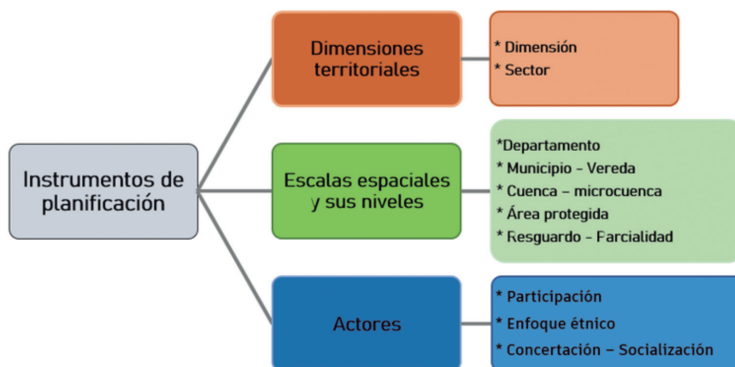 Instrumentos de
planificación
Dimensiones
territoriales
* Dimensión
* Sector
Escalas espaciales
y sus niveles
*Departamento
* Municipio - Vereda
* Cuenca – microcuenca
* Área protegida
* Resguardo - Parcialidad
Actores
* Participación
* Enfoque étnico
* Concertación – Socialización